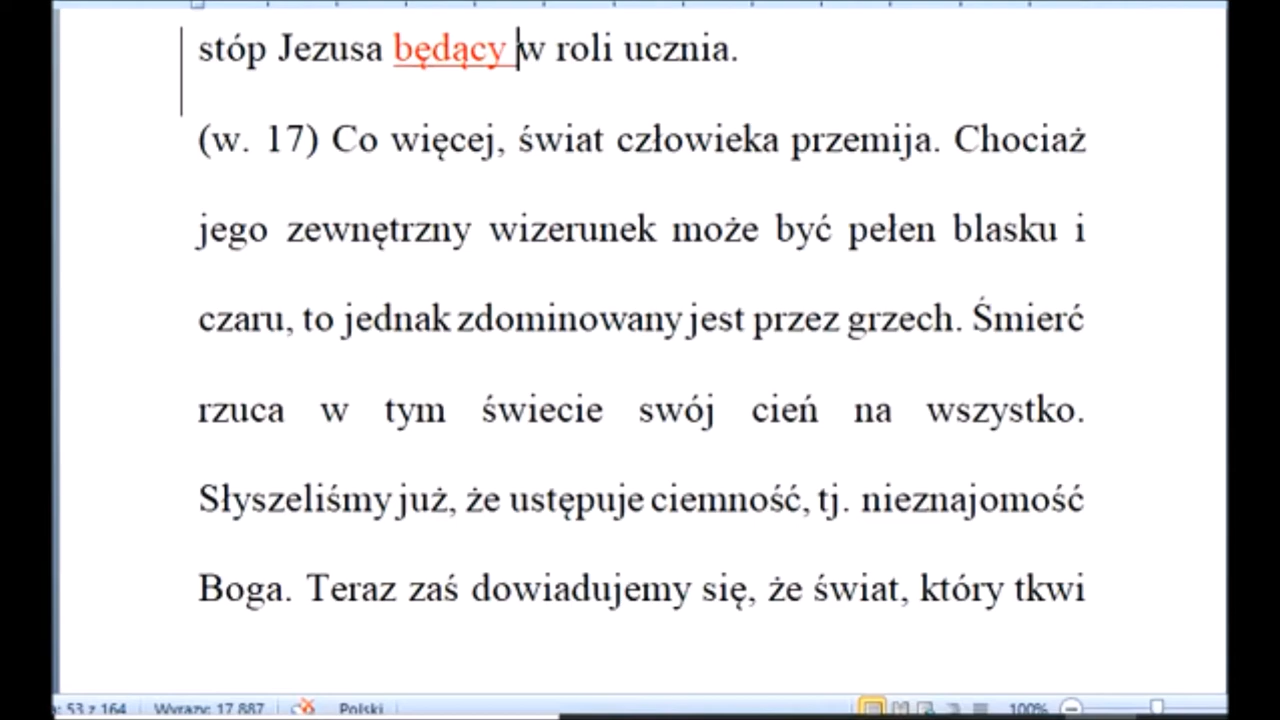 stóp Jezusa będący w roli ucznia.
(w. 17) Co więcej, świat człowieka przemija. Chociaż
jego zewnętrzny wizerunek może być pełen blasku i
czaru, to jednak zdominowany jest przez grzech. Śmierć
rzuca w tym świecie swój cień na wszystko.
Słyszeliśmy już, że ustępuje ciemność, tj. nieznajomość
Boga. Teraz zaś dowiadujemy się, że świat, który tkwi
: 53 z 164 Wyrazy: 17 887 Polski 100%